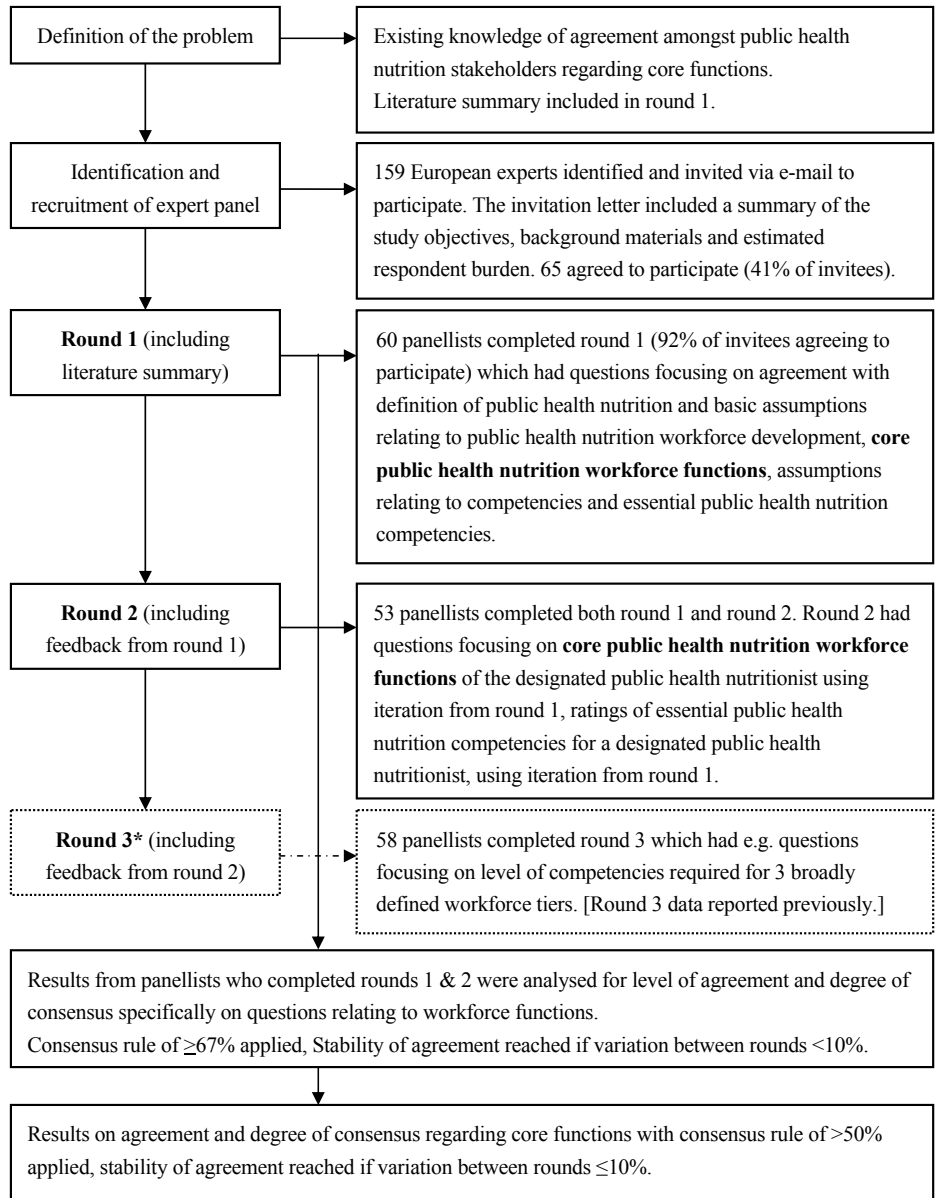 Definition of the problem
Existing knowledge of agreement amongst public health
nutrition stakeholders regarding core functions.
Literature summary included in round 1.
Identification and
recruitment of expert panel
159 European experts identified and invited via e-mail to
participate. The invitation letter included a summary of the
study objectives, background materials and estimated
respondent burden. 65 agreed to participate (41% of invitees).
Round 1 (including
literature summary)
60 panellists completed round 1 (92% of invitees agreeing to
participate) which had questions focusing on agreement with
definition of public health nutrition and basic assumptions
relating to public health nutrition workforce development, core
public health nutrition workforce functions, assumptions
relating to competencies and essential public health nutrition
competencies.
Round 2 (including
feedback from round 1)
53 panellists completed both round 1 and round 2. Round 2 had
questions focusing on core public health nutrition workforce
functions of the designated public health nutritionist using
iteration from round 1, ratings of essential public health
nutrition competencies for a designated public health
nutritionist, using iteration from round 1.
Round 3* (including
feedback from round 2)
58 panellists completed round 3 which had e.g. questions
focusing on level of competencies required for 3 broadly
defined workforce tiers. [Round 3 data reported previously.]
Results from panellists who completed rounds 1 & 2 were analysed for level of agreement and degree of
consensus specifically on questions relating to workforce functions.
Consensus rule of ≥67% applied, Stability of agreement reached if variation between rounds <10%.
Results on agreement and degree of consensus regarding core functions with consensus rule of >50%
applied, stability of agreement reached if variation between rounds ≤10%.